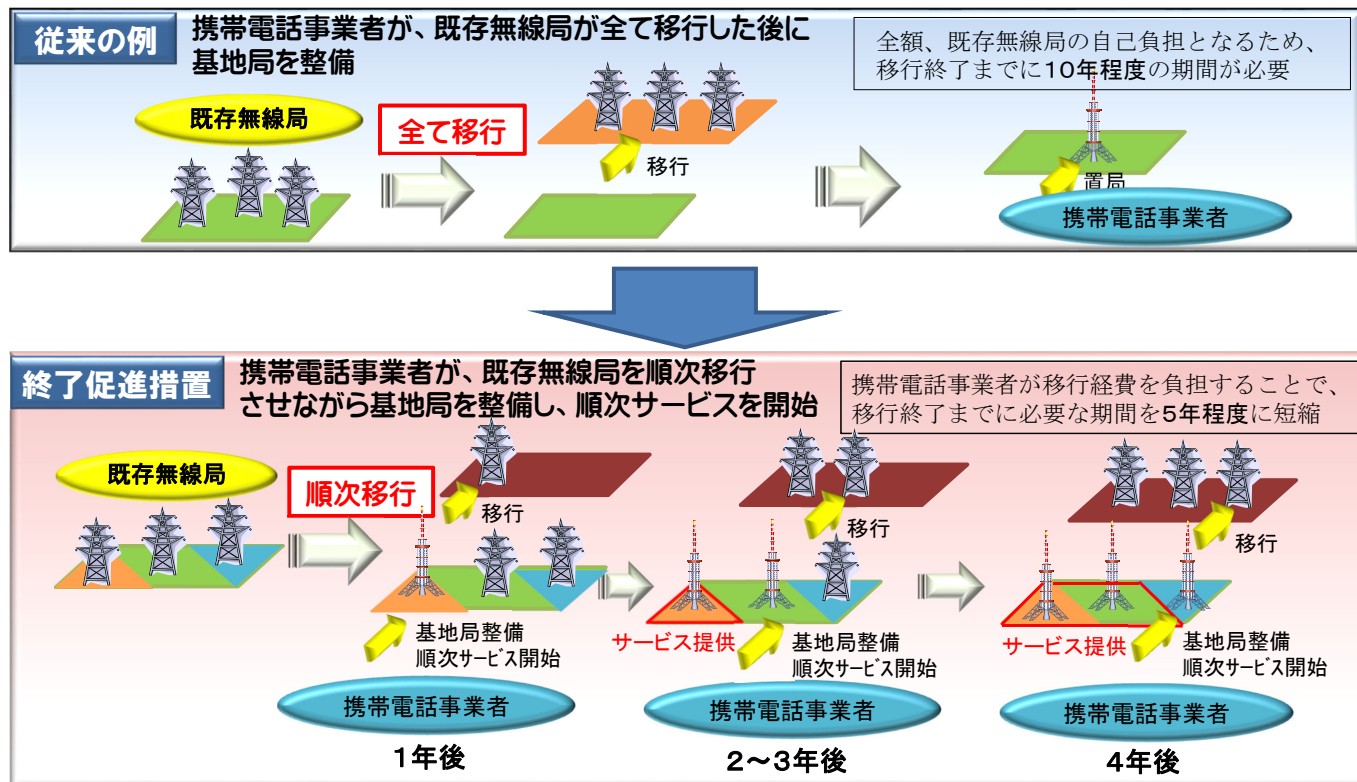 従来の例
携帯電話事業者が、既存無線局が全て移行した後に
基地局を整備
全額、既存無線局の自己負担となるため、
移行終了までに10年程度の期間が必要
既存無線局
全て移行
移行
置局
携帯電話事業者
終了促進措置
携帯電話事業者が、既存無線局を順次移行
させながら基地局を整備し、順次サービスを開始
携帯電話事業者が移行経費を負担することで、
移行終了までに必要な期間を5年程度に短縮
既存無線局
順次移行
移行
基地局整備
順次サービス開始
携帯電話事業者
1年後
移行
サービス提供
基地局整備
順次サービス開始
携帯電話事業者
2~3年後
移行
サービス提供
基地局整備
順次サービス開始
携帯電話事業者
4年後